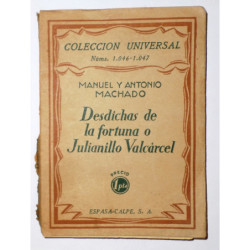 COLECCION UNIVERSAL
Núms. 1.046-1.047
MANUEL Y ANTONIO
MACHADO
Desdichas de
la fortuna o
Julianillo Valcárcel
PRECIO
1 pta
ESPASA-CALPE, S. A.